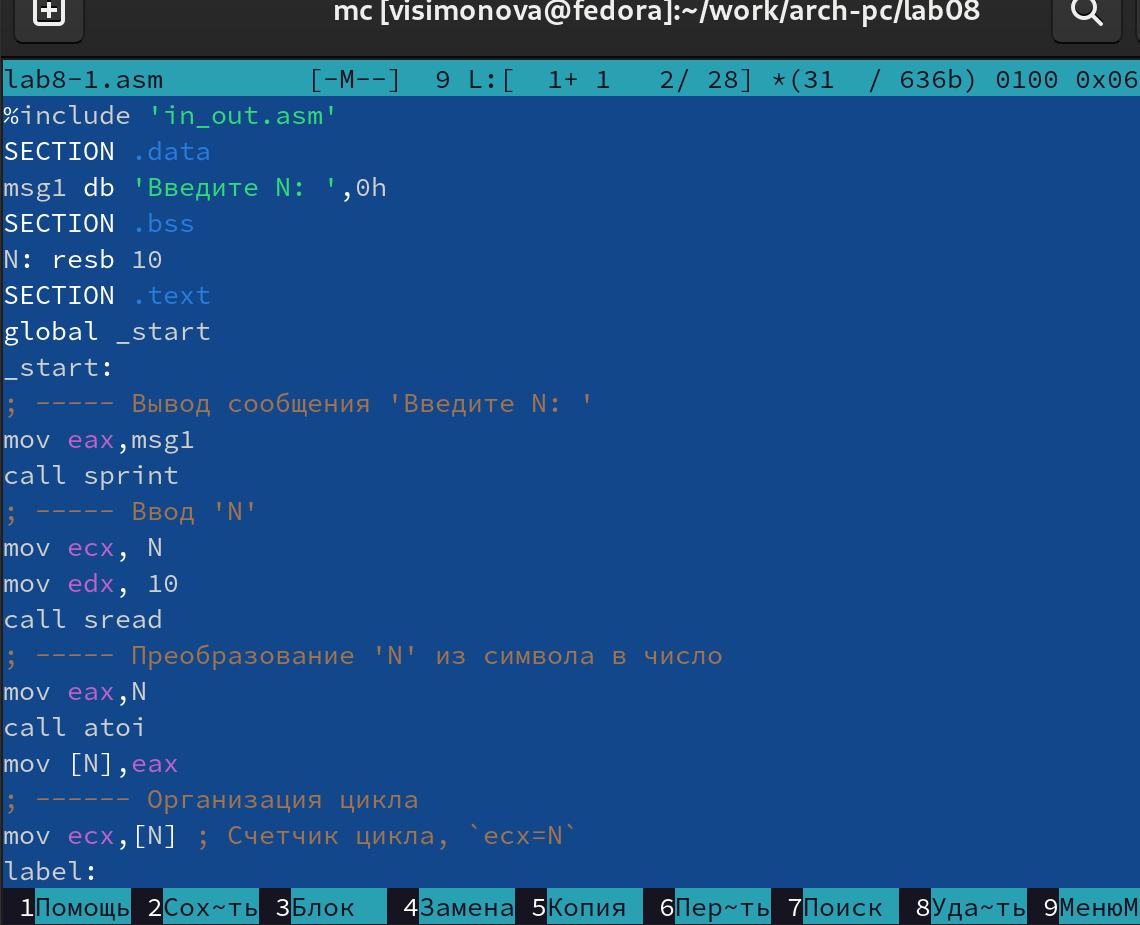 mc [visimonova@fedora]:~/work/arch-pc/lab08
lab8-1.asm [-M--] 9 L:[ 1+ 1 2/ 28] *(31 / 636b) 0100 0x06
%include 'in_out.asm'
SECTION .data
msg1 db 'Введите N: ',0h
SECTION .bss
N: resb 10
SECTION .text
global _start
_start:
; ----- Вывод сообщения 'Введите N: '
mov eax,msg1
call sprint
; ----- Ввод 'N'
mov ecx, N
mov edx, 10
call sread
; ----- Преобразование 'N' из символа в число
mov eax,N
call atoi
mov [N],eax
; ------ Организация цикла
mov ecx,[N] ; Счетчик цикла, `ecx=N`
label:
1Помощь 2Сох~ть 3Блок 4Замена 5Копия 6Пер~ть 7Поиск 8Уда~ть 9МенюМ